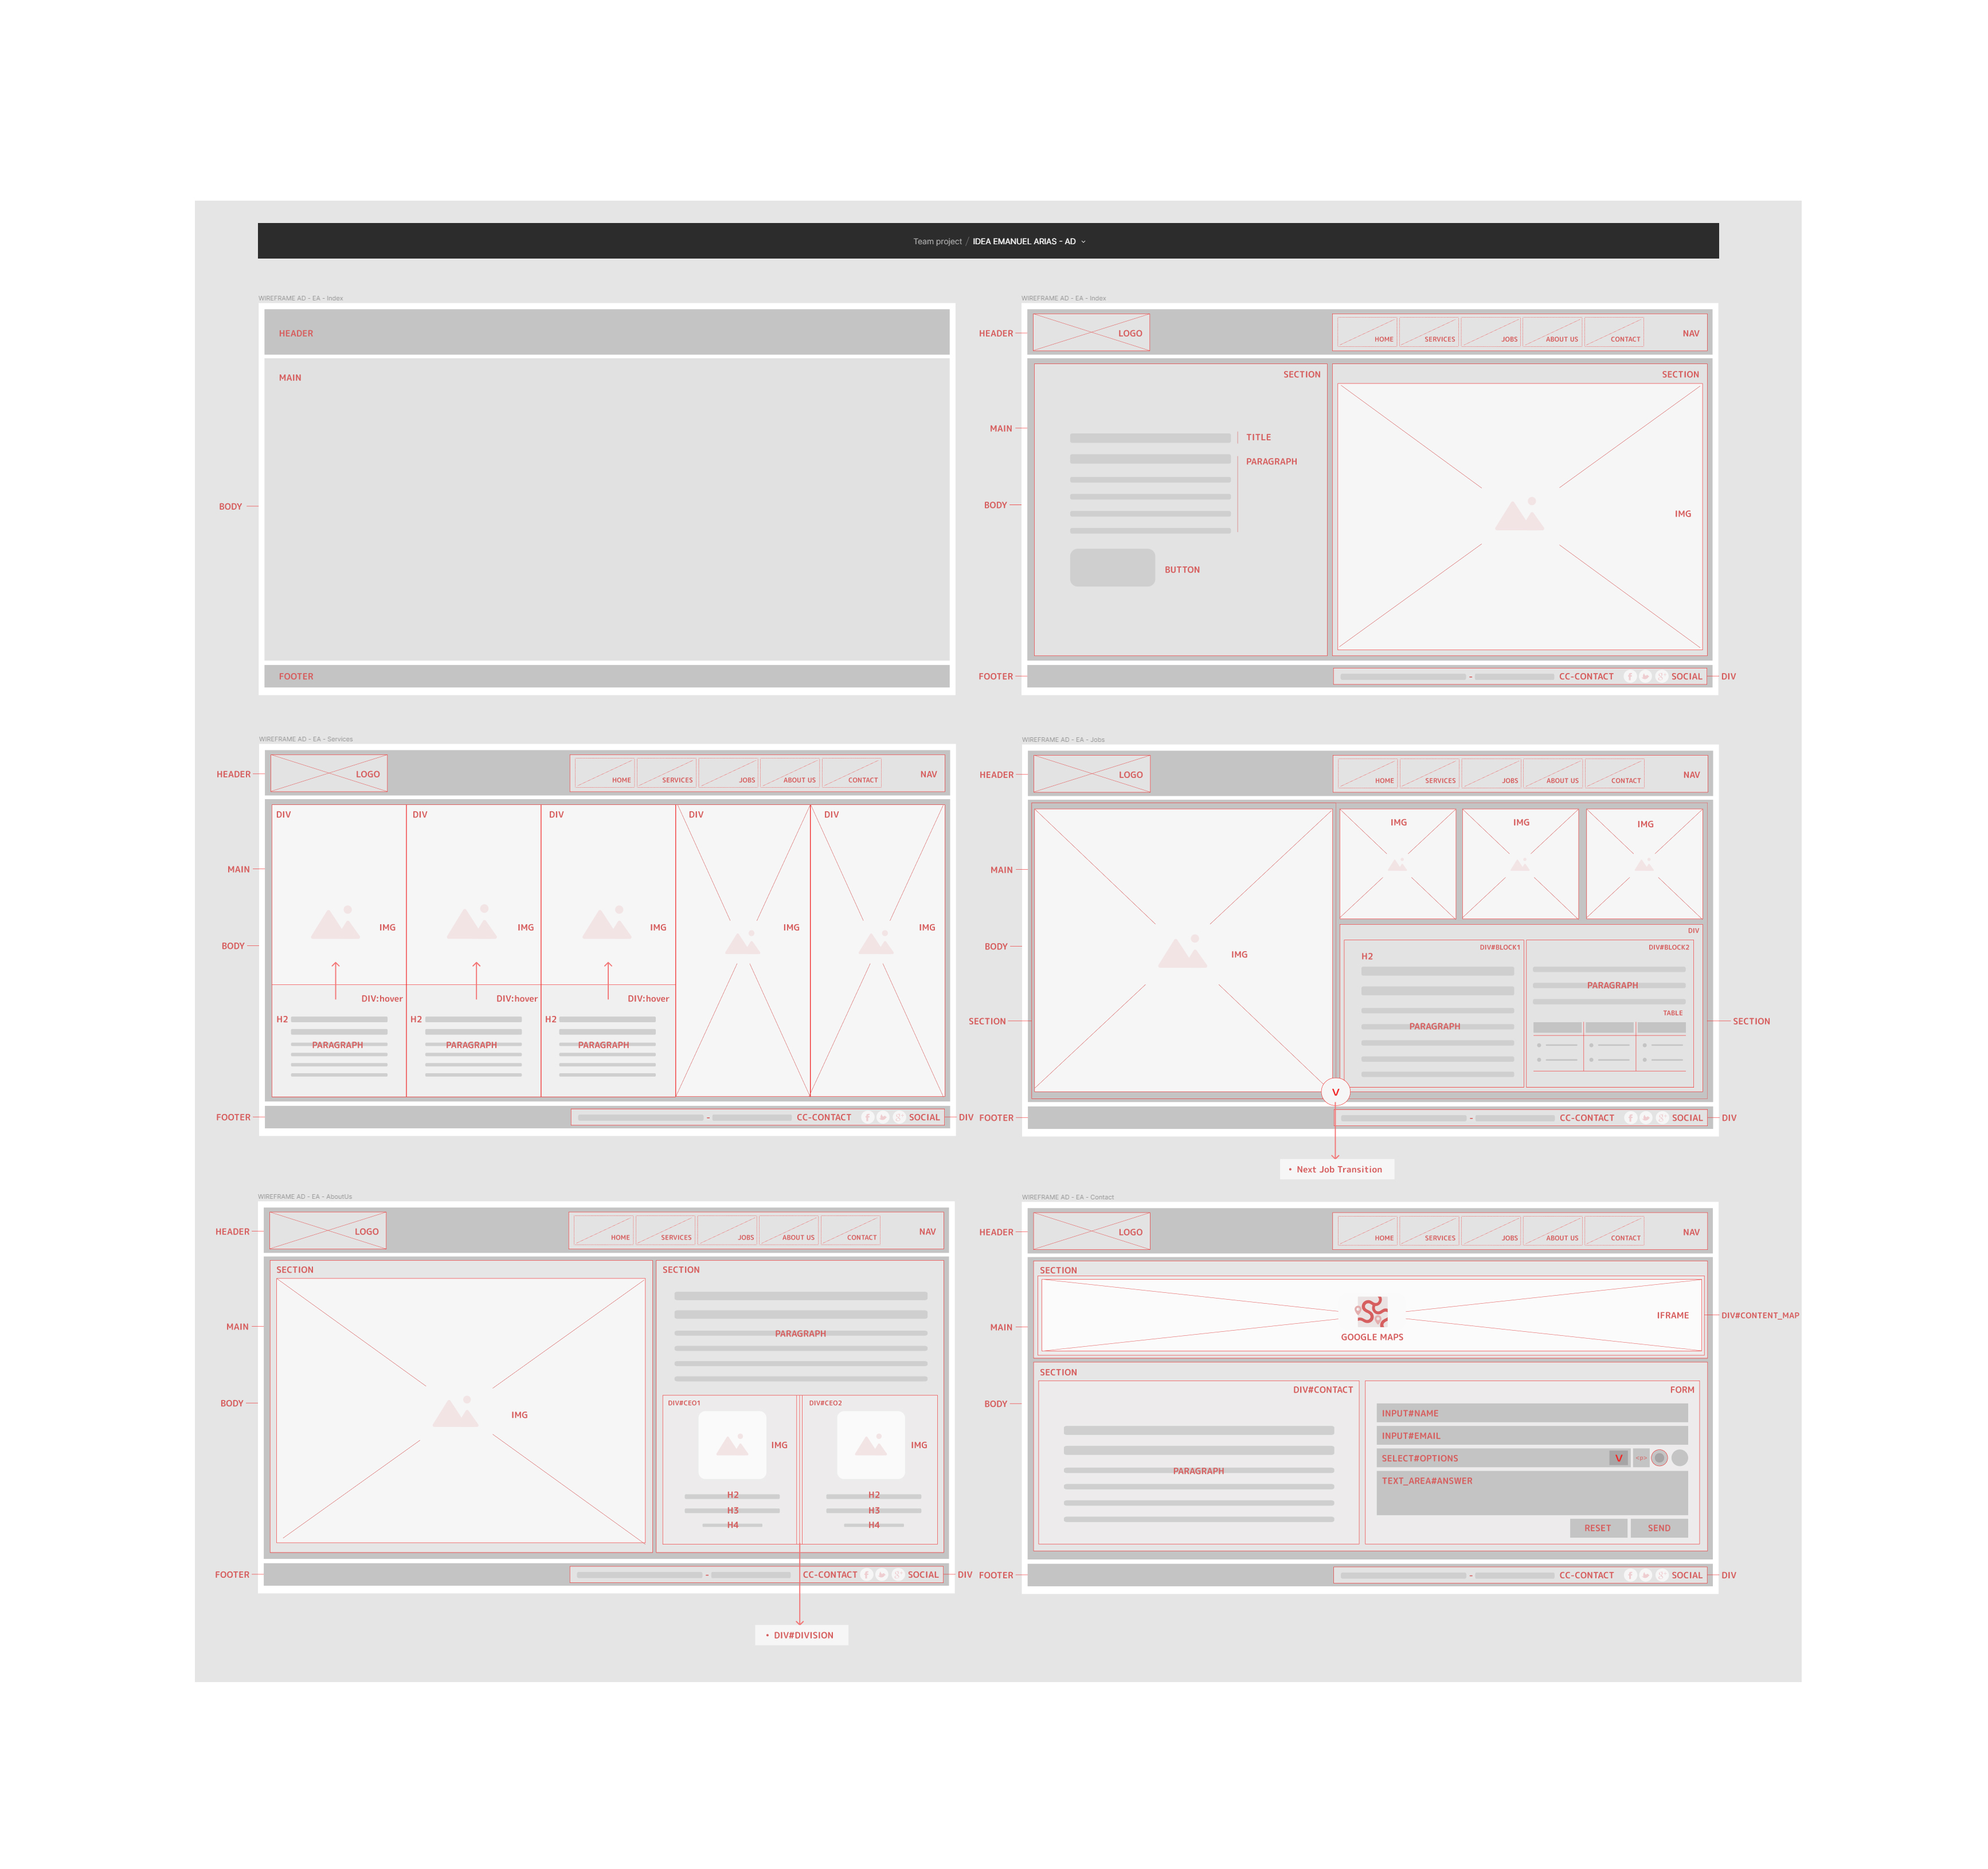 Team project / IDEA EMANUEL ARIAS - AD
WIREFRAME AD - EA - Index
HEADER
MAIN
BODY
FOOTER
WIREFRAME AD - EA - Index
HEADER
LOGO
HOME
SERVICES
JOBS
ABOUT US
CONTACT
NAV
SECTION
SECTION
MAIN
TITLE
PARAGRAPH
BODY
IMG
BUTTON
FOOTER
-
CC-CONTACT
SOCIAL
DIV
WIREFRAME AD - EA - Services
HEADER
LOGO
HOME
SERVICES
JOBS
ABOUT US
CONTACT
NAV
DIV
DIV
DIV
DIV
DIV
MAIN
IMG
IMG
IMG
IMG
IMG
BODY
DIV:hover
DIV:hover
DIV:hover
H2
H2
H2
PARAGRAPH
PARAGRAPH
PARAGRAPH
FOOTER
-
CC-CONTACT
SOCIAL
DIV
WIREFRAME AD - EA - Jobs
HEADER
LOGO
HOME
SERVICES
JOBS
ABOUT US
CONTACT
NAV
IMG
IMG
IMG
MAIN
DIV
BODY
IMG
DIV#BLOCK1
DIV#BLOCK2
H2
PARAGRAPH
TABLE
SECTION
PARAGRAPH
SECTION
V
FOOTER
-
CC-CONTACT
SOCIAL
DIV
• Next Job Transition
WIREFRAME AD - EA - AboutUs
HEADER
LOGO
HOME
SERVICES
JOBS
ABOUT US
CONTACT
NAV
SECTION
SECTION
MAIN
PARAGRAPH
BODY
IMG
DIV#CEO1
DIV#CEO2
IMG
IMG
H2
H2
H3
H3
H4
H4
FOOTER
-
CC-CONTACT
SOCIAL
DIV
• DIV#DIVISION
WIREFRAME AD - EA - Contact
HEADER
LOGO
HOME
SERVICES
JOBS
ABOUT US
CONTACT
NAV
SECTION
MAIN
GOOGLE MAPS
IFRAME
DIV#CONTENT_MAP
SECTION
BODY
DIV#CONTACT
FORM
PARAGRAPH
INPUT#NAME
INPUT#EMAIL
SELECT#OPTIONS
V
<p>
TEXT_AREA#ANSWER
RESET
SEND
FOOTER
-
CC-CONTACT
SOCIAL
DIV